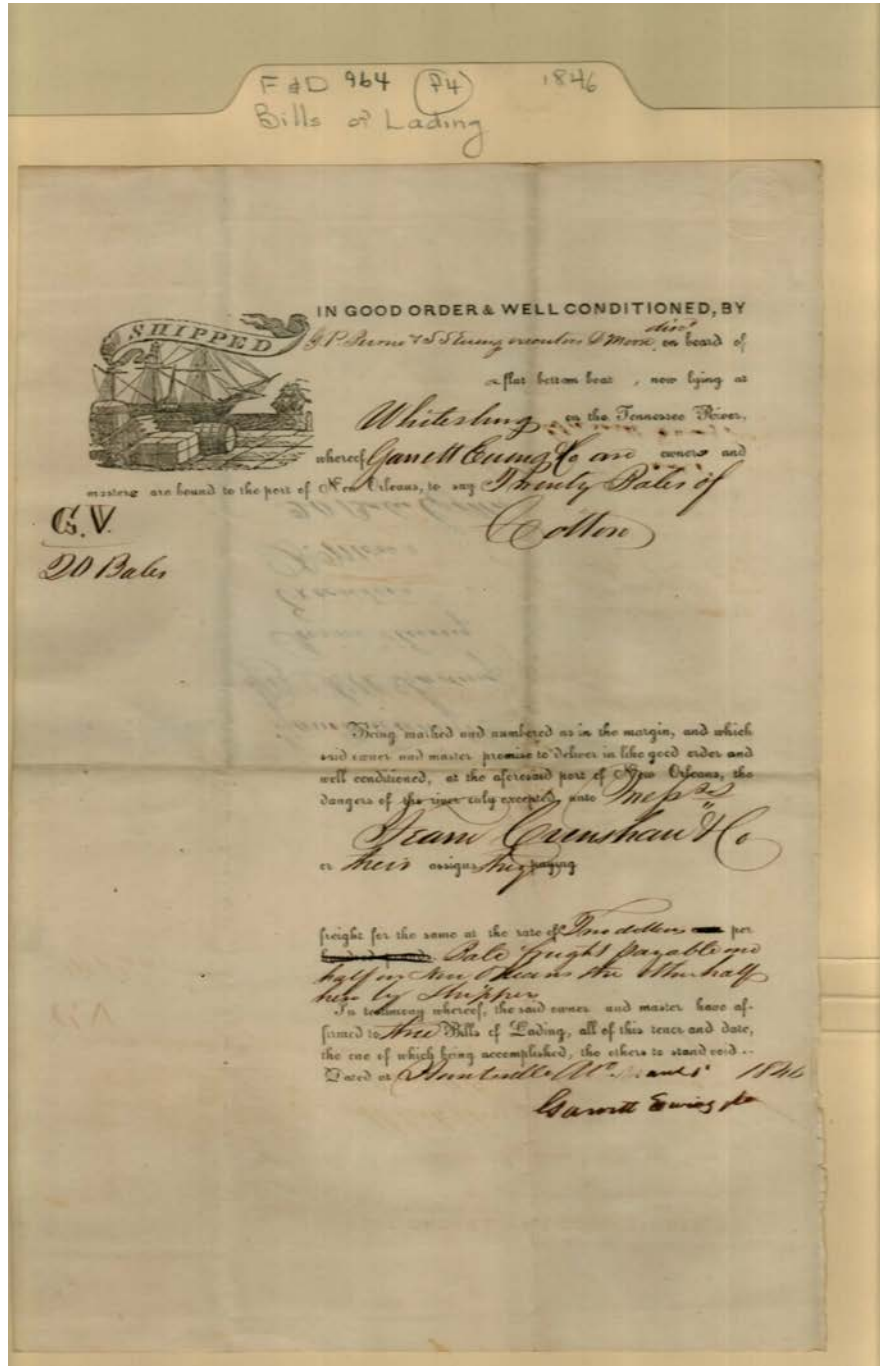 F & D 964 P4 1846
Bills of Lading
SHIPPED
IN GOOD ORDER & WELL CONDITIONED, BY
G. P. & S S Ewing executors D Moore, decd on board of
a flat bottom boat, now lying at
Whitesburg on the Tennessee River,
whereof Garrett Ewing & Co are owners and
masters are bound to the port of New Orleans, to say Twenty Bales of
Cotton
G.V.
20 Bales
Being marked and numbered as in the margin, and which
said owner and master promise to deliver in like good order and
well conditioned, at the aforesaid port of New Orleans, the
dangers of the river only excepted, unto Messrs
Fearn Crenshaw & Co
or their assigns they paying
freight for the same at the rate of Two dollars per
Bale freight payable one
half in New Orleans the other half
here by Shipper
In testimony whereof, the said owner and master have af-
firmed to three Bills of Lading, all of this tenor and date,
the one of which being accomplished, the others to stand void..
Dated at Huntsville Al. 1846
Garrett Ewing & Co